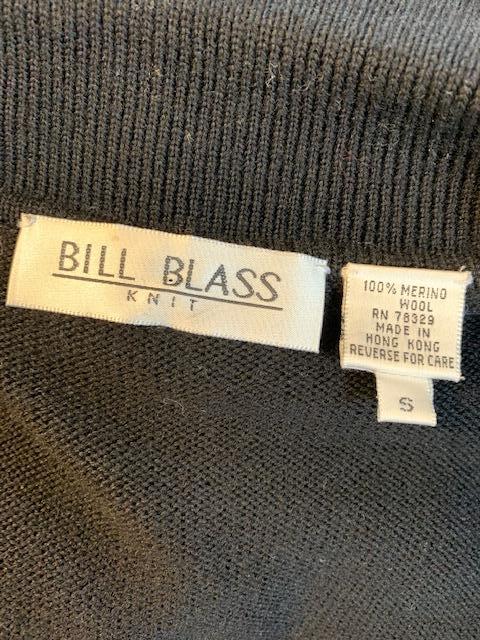 BILL BLASS
KNIT
100% MERINO
WOOL
RN 78329
MADE IN
HONG KONG
REVERSE FOR CARE
S